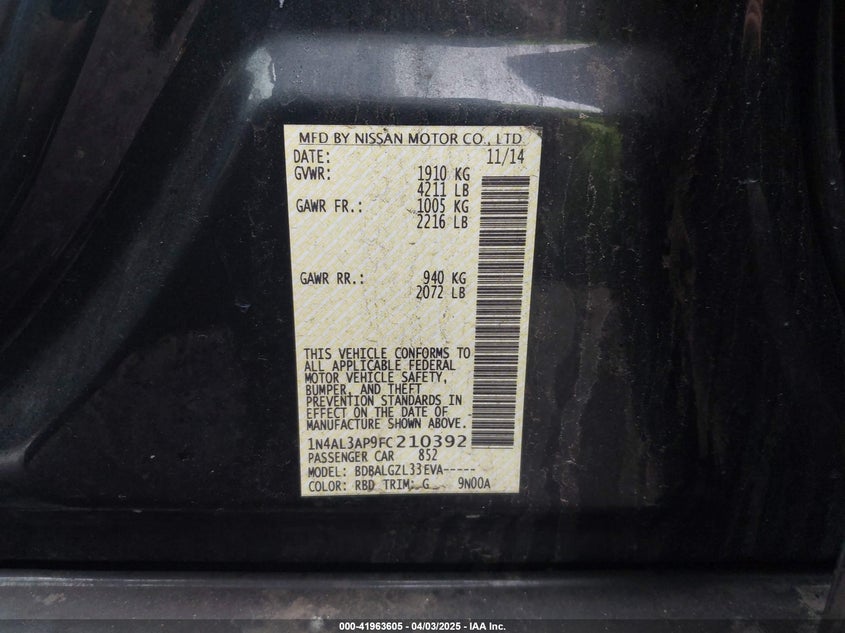 MFD BY NISSAN MOTOR CO., LTD
DATE: 11/14
GVWR: 1910 KG
4211 LB
GAWR FR.: 1005 KG
2216 LB
GAWR RR.: 940 KG
2072 LB
THIS VEHICLE CONFORMS TO
ALL APPLICABLE FEDERAL
MOTOR VEHICLE SAFETY,
BUMPER, AND THEFT
PREVENTION STANDARDS IN
EFFECT ON THE DATE OF
MANUFACTURE SHOWN ABOVE.
1N4AL3AP9FC210392
PASSENGER CAR 852
MODEL: BDBALGZL33EVA-----
COLOR: RBD TRIM: G 9N00A
000-41963605 - 04/03/2025 - IAA Inc.